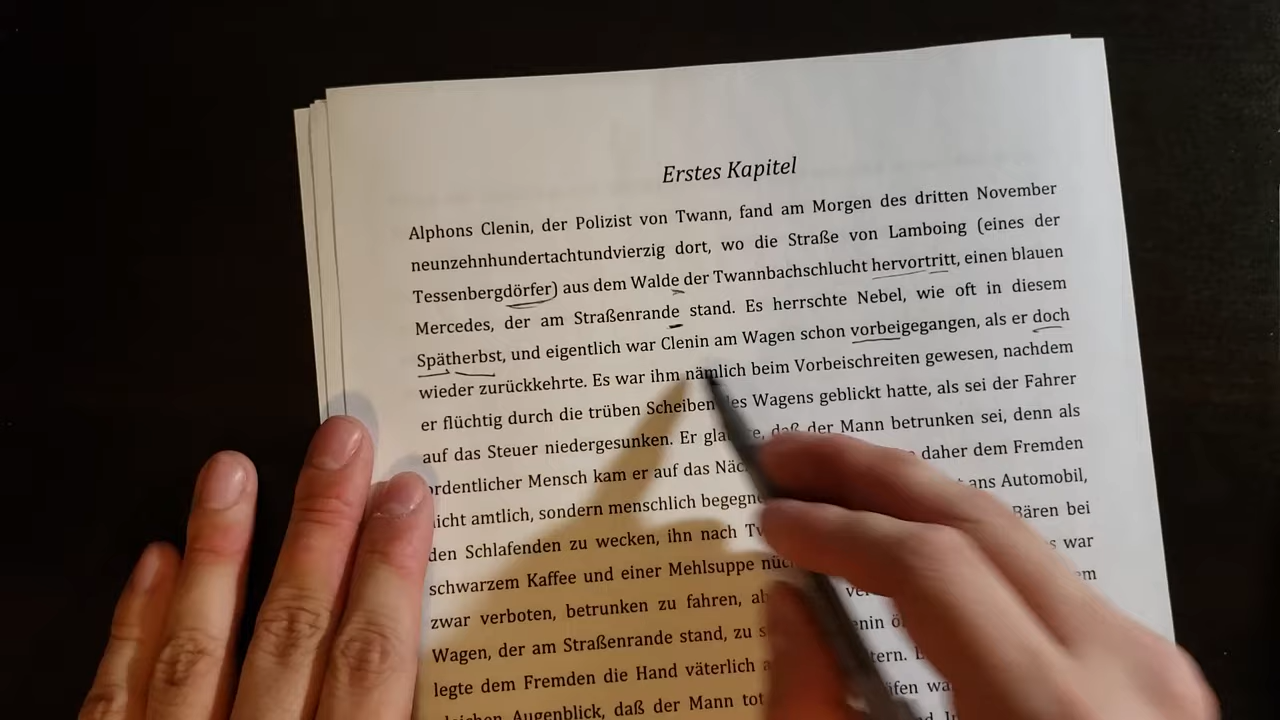 Erstes Kapitel
Alphons Clenin, der Polizist von Twann, fand am Morgen des dritten November
neunzehnhundertachtundvierzig dort, wo die Straße von Lamboing (eines der
Tessenbergdörfer) aus dem Walde der Twannbachschlucht hervortritt, einen blauen
Mercedes, der am Straßenrande stand. Es herrschte Nebel, wie oft in diesem
Spätherbst, und eigentlich war Clenin am Wagen schon vorbeigegangen, als er doch
wieder zurückkehrte. Es war ihm nämlich beim Vorbeischreiten gewesen, nachdem
er flüchtig durch die trüben Scheiben des Wagens geblickt hatte, als sei der Fahrer
auf das Steuer niedergesunken. Er daß der Mann betrunken sei, denn als
ordentlicher Mensch kam er auf das daher dem Fremden
nicht amtlich, sondern menschlich ans Automobil,
den Schlafenden zu wecken, ihn nach Bären bei
schwarzem Kaffee und einer Mehlsuppe war
zwar verboten, betrunken zu fahren,
Wagen, der am Straßenrande stand, zu
legte dem Fremden die Hand väterlich
Augenblick, daß der Mann tot